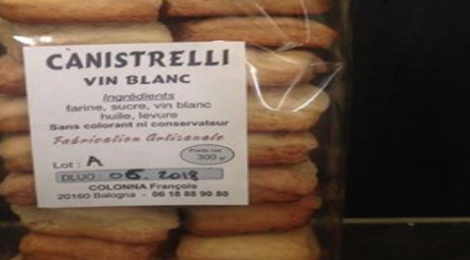 CANISTRELLI
VIN BLANC
Ingrédients
farine, sucre, vin blanc
huile, levure
Sans colorant ni conservateur
Fabrication Artisanale
Poids net
300 g
Lot : A
DLUO : 06. 2018
COLONNA François
20160 Balogna - 06 18 88 90 80